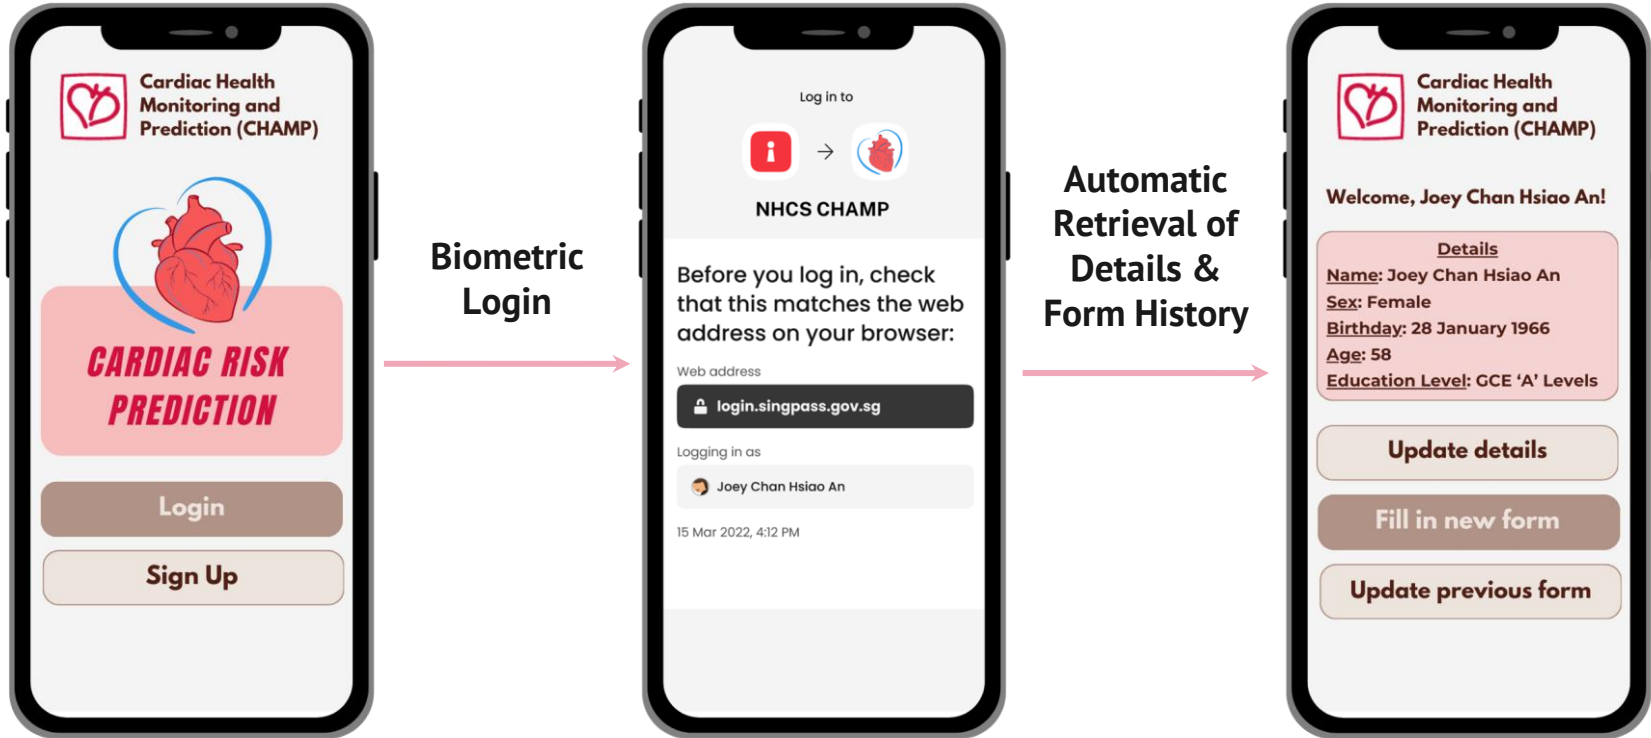 Cardiac Health
Monitoring and
Prediction (CHAMP)
CARDIAC RISK
PREDICTION
Login
Sign Up
Biometric
Login
Log in to
NHCS CHAMP
Before you log in, check
that this matches the web
address on your browser:
Web address
login.singpass.gov.sg
Logging in as
Joey Chan Hsiao An
15 Mar 2022, 4:12 PM
Automatic
Retrieval of
Details &
Form History
Cardiac Health
Monitoring and
Prediction (CHAMP)
Welcome, Joey Chan Hsiao An!
Details
Name: Joey Chan Hsiao An
Sex: Female
Birthday: 28 January 1966
Age: 58
Education Level: GCE ‘A’ Levels
Update details
Fill in new form
Update previous form